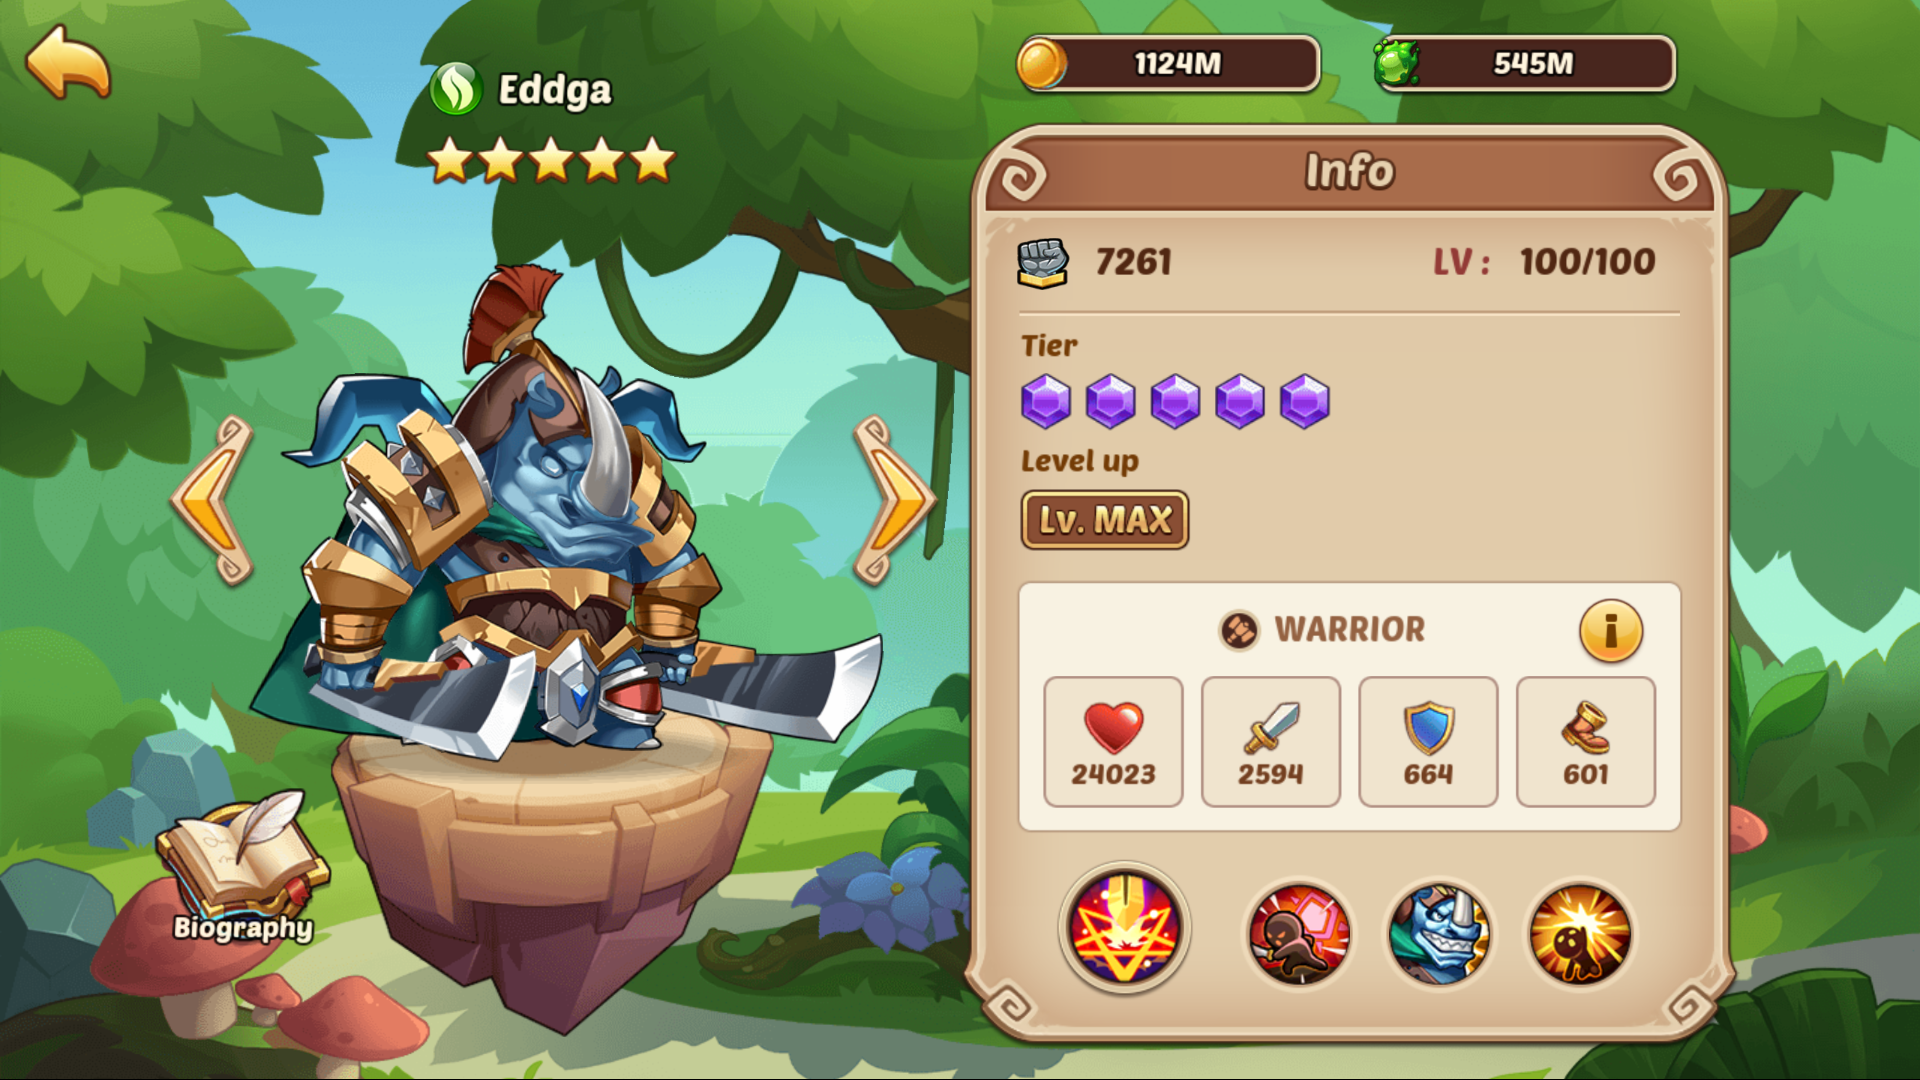 Eddga
1124M
545M
Info
7261
LV : 100/100
Tier
Level up
Lv. MAX
WARRIOR
24023
2594
664
601
Biography